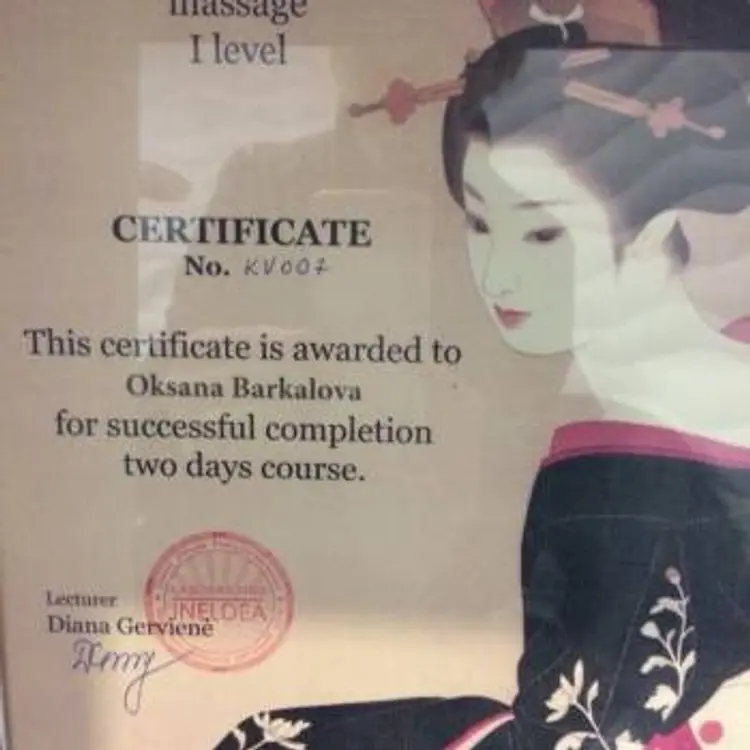 massage
I level
CERTIFICATE
No. KV007
This certificate is awarded to
Oksana Barkalova
for successful completion
two days course.
Lecturer
Diana Gervienė
INELDEA